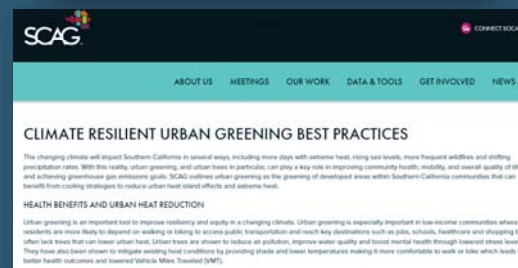 SCAG
CONNECT SOCAL
ABOUT US MEETINGS OUR WORK DATA & TOOLS GET INVOLVED NEWS
CLIMATE RESILIENT URBAN GREENING BEST PRACTICES
The changing climate will impact Southern California in several ways, including more days with extreme heat, rising sea levels, more frequent wildfires and shifting
precipitation rates. With this reality, urban greening, and urban trees in particular, can play a key role in improving community health, mobility, and overall quality of life
and achieving greenhouse gas emissions goals. SCAG outlines urban greening as the greening of developed areas within Southern California communities that can
benefit from cooling strategies to reduce urban heat island effects and extreme heat.
HEALTH BENEFITS AND URBAN HEAT REDUCTION
Urban greening is an important tool to improve resiliency and equity in a changing climate. Urban greening is especially important in low-income communities where
residents are more likely to depend on walking or biking to access public transportation and reach key destinations such as jobs, schools, healthcare and shopping b
often lack trees that can lower urban heat. Urban trees are shown to reduce air pollution, improve water quality and boost mental health through lowered stress level
They have also been shown to mitigate existing heat conditions by providing shade and lower temperatures making it more comfortable to walk or bike which leads
better health outcomes and lowered Vehicle Miles Traveled (VMT).